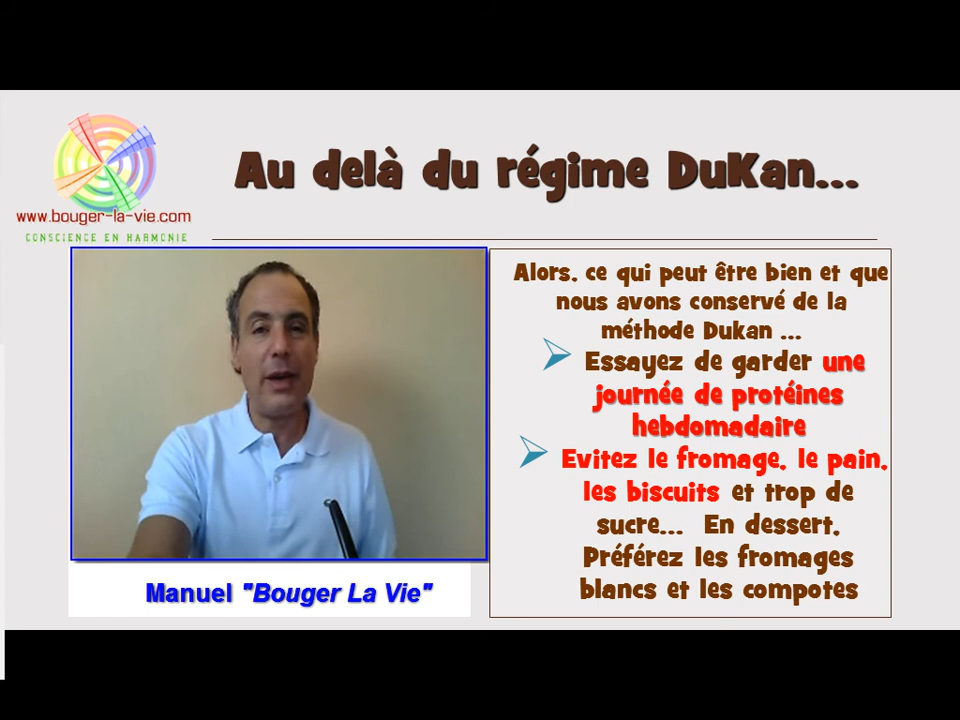 Au delà du régime DuKan...
www.bouger-la-vie.com
CONSCIENCE EN HARMONIE
Alors, ce qui peut être bien et que
nous avons conservé de la
méthode Dukan ...
Essayez de garder une
journée de protéines
hebdomadaire
Evitez le fromage, le pain,
les biscuits et trop de
sucre... En dessert,
Préférez les fromages
blancs et les compotes
Manuel "Bouger La Vie"